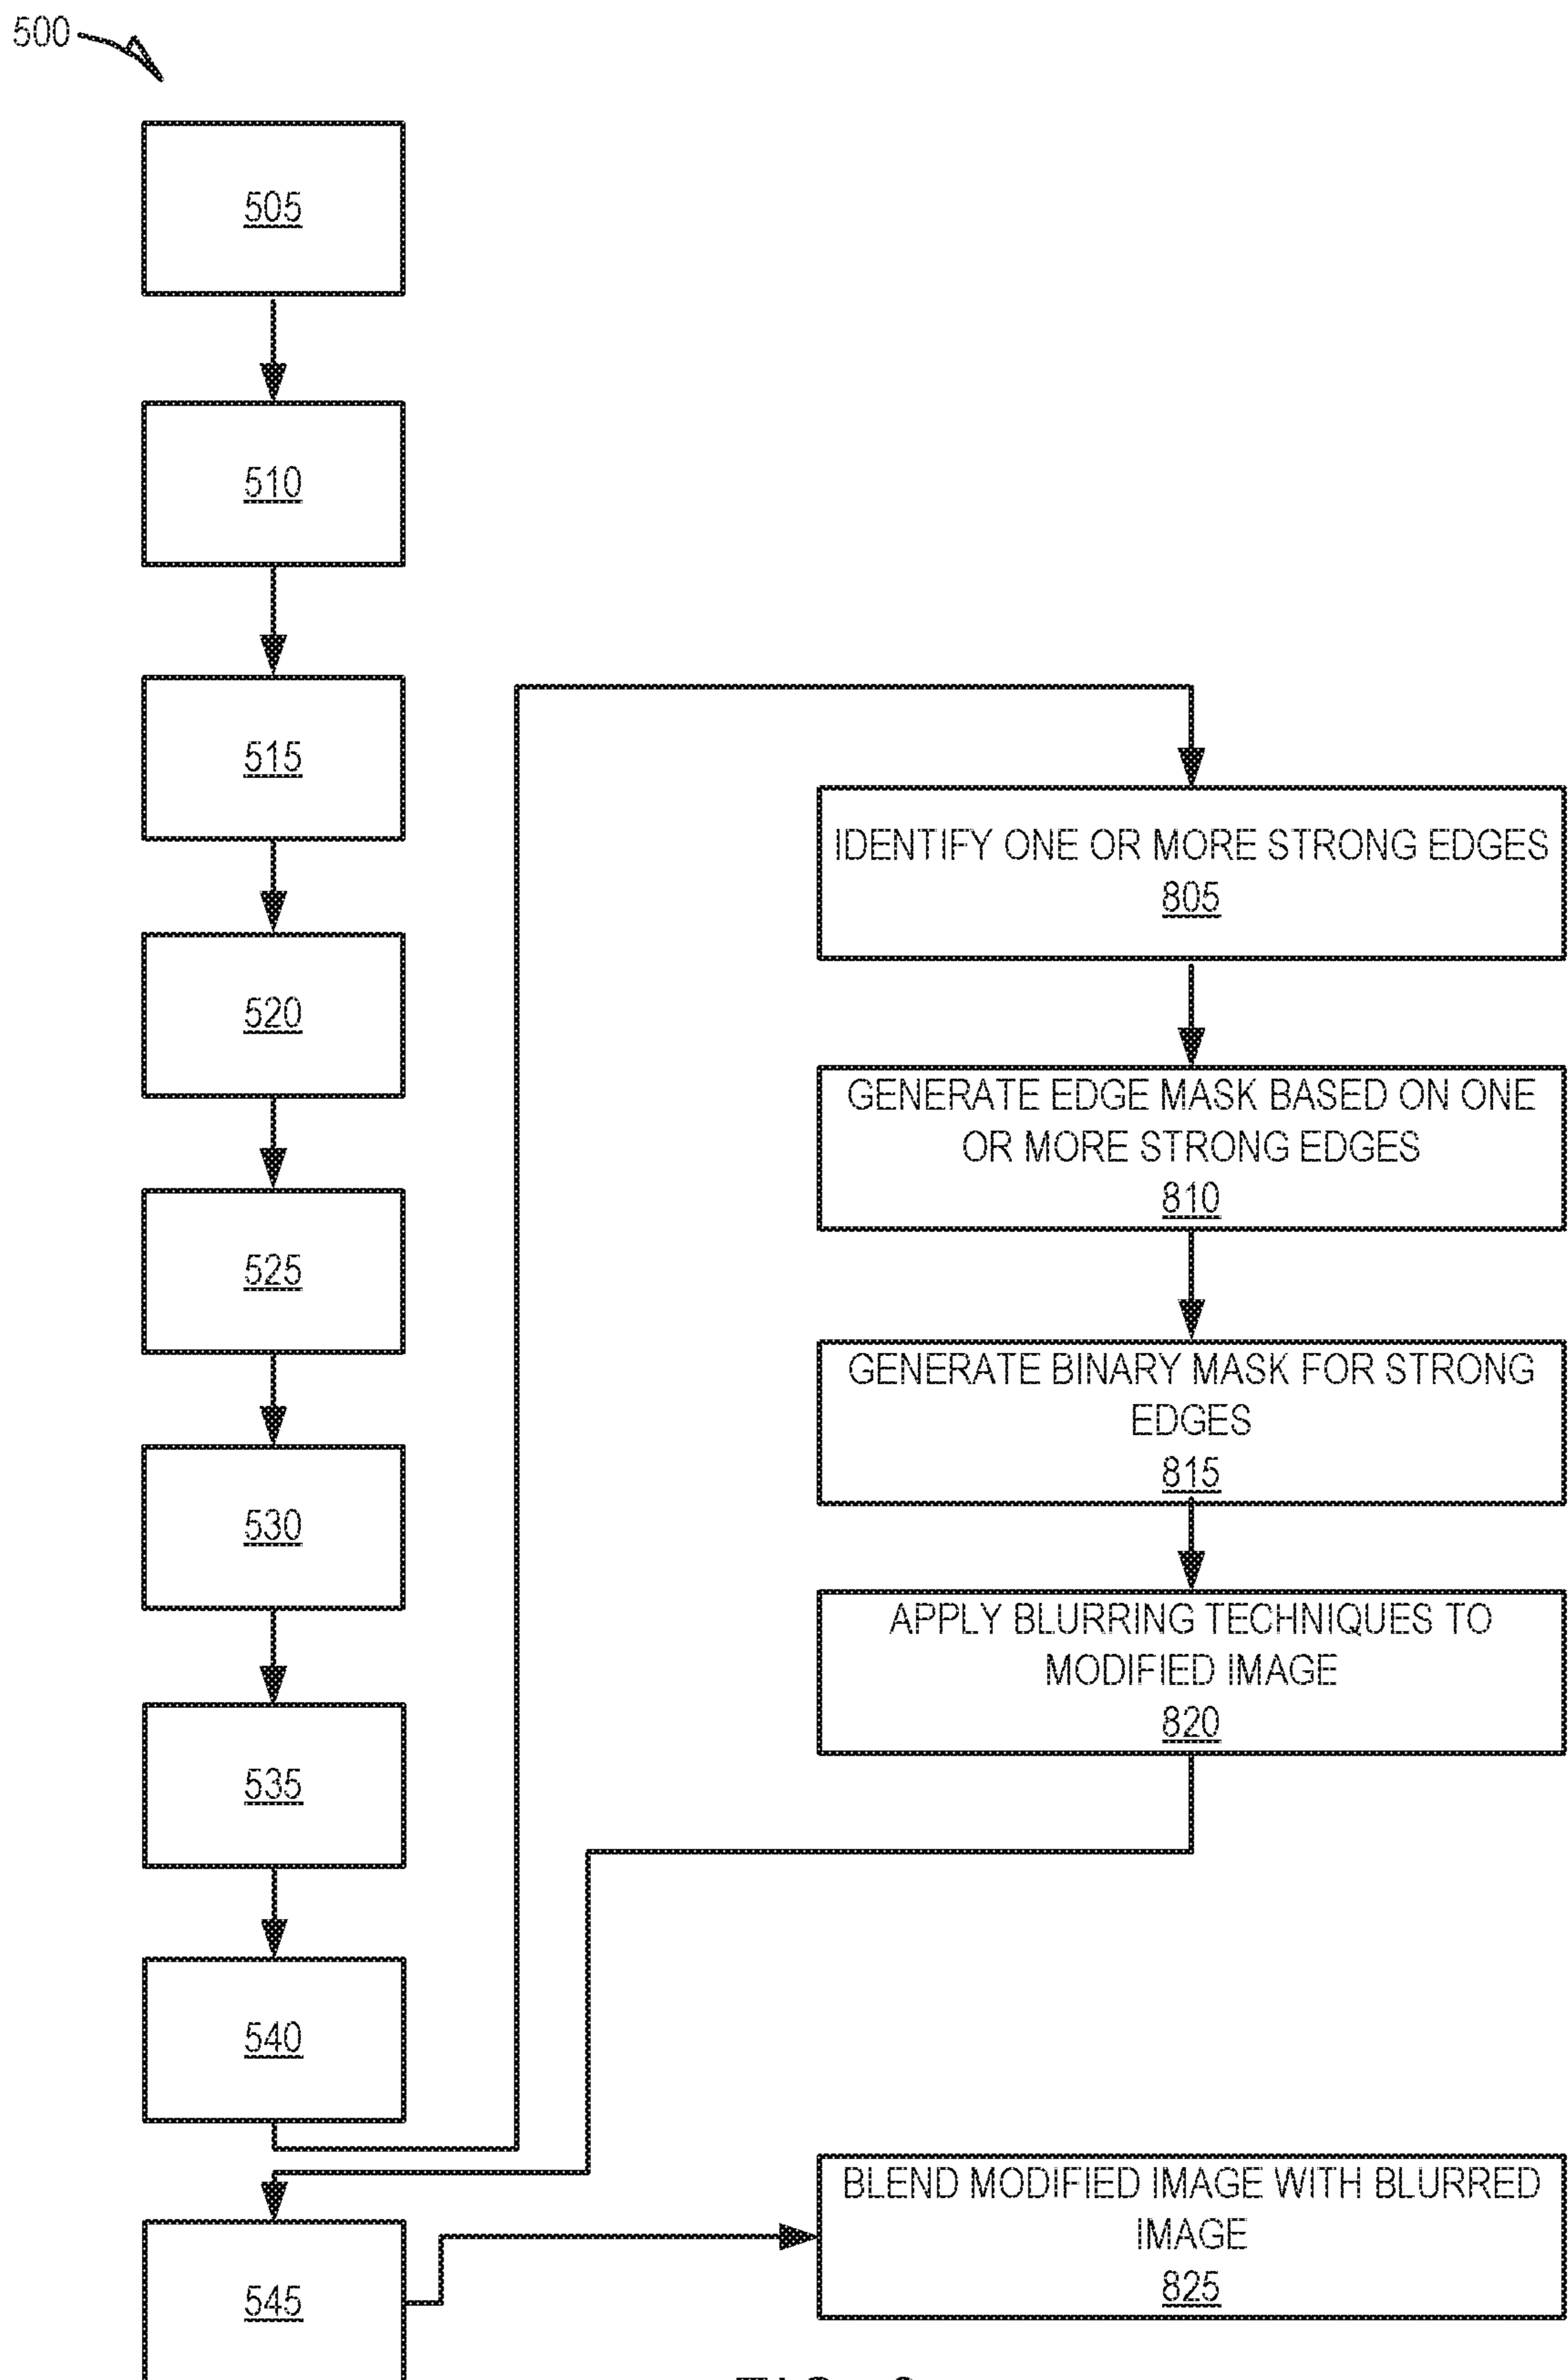 500
505
510
515
520
525
530
535
540
545
IDENTIFY ONE OR MORE STRONG EDGES
805
GENERATE EDGE MASK BASED ON ONE
OR MORE STRONG EDGES
810
GENERATE BINARY MASK FOR STRONG
EDGES
815
APPLY BLURRING TECHNIQUES TO
MODIFIED IMAGE
820
BLEND MODIFIED IMAGE WITH BLURRED
IMAGE
825